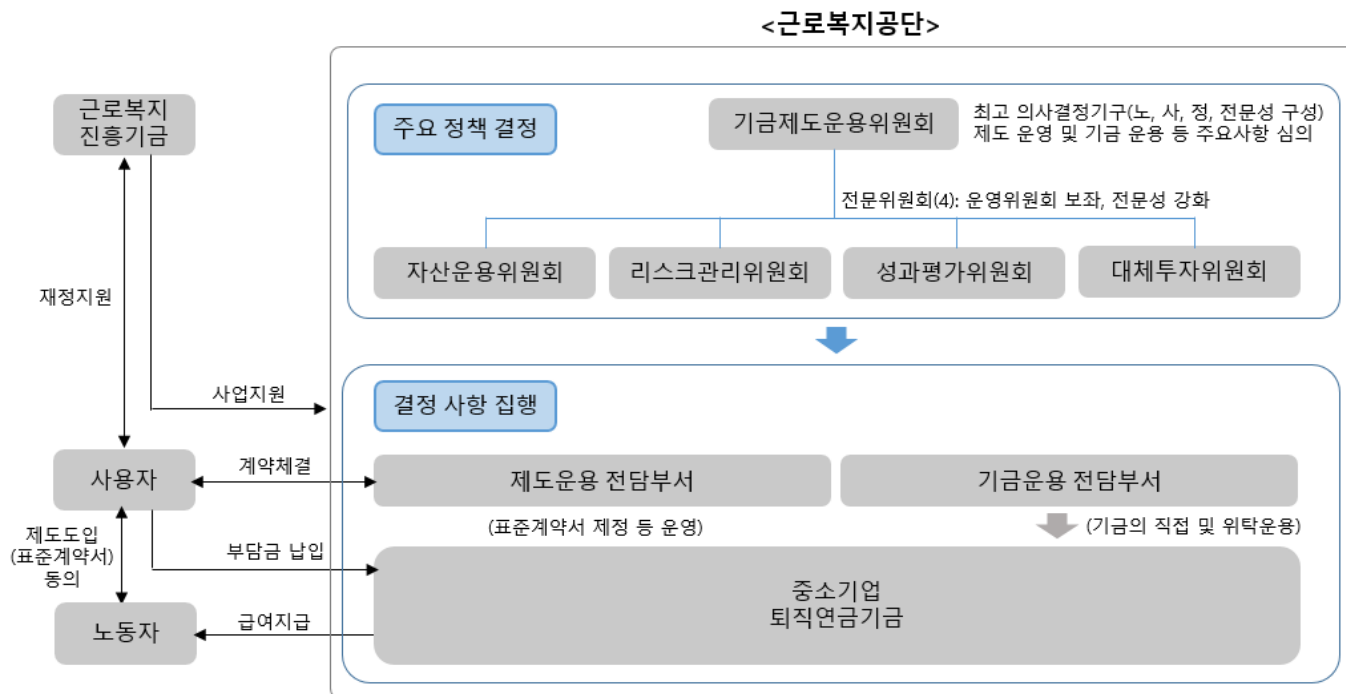 <근로복지공단>
근로복지
진흥기금
주요 정책 결정
기금제도운용위원회
최고 의사결정기구(노, 사, 정, 전문성 구성)
제도 운영 및 기금 운용 등 주요사항 심의
전문위원회(4): 운영위원회 보좌, 전문성 강화
자산운용위원회
리스크관리위원회
성과평가위원회
대체투자위원회
재정지원
사업지원
결정 사항 집행
사용자
계약체결
제도운용 전담부서
기금운용 전담부서
(표준계약서 제정 등 운영)
(기금의 직접 및 위탁운용)
제도도입
(표준계약서)
동의
부담금 납입
중소기업
퇴직연금기금
노동자
급여지급